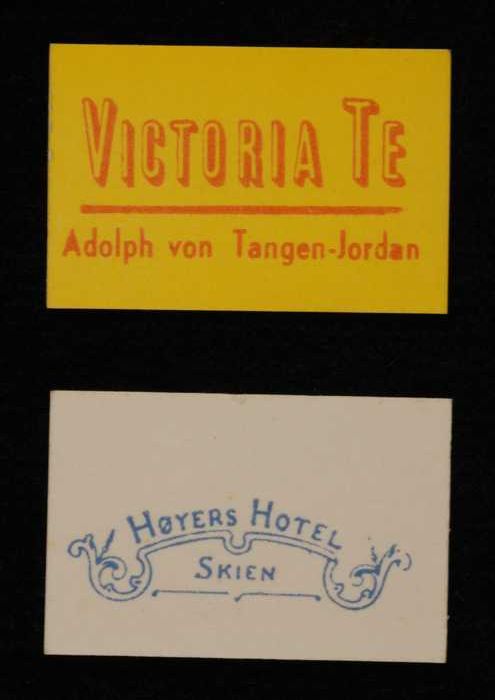 VICTORIA TE
Adolph von Tangen-Jordan
HØYERS HOTEL
SKIEN